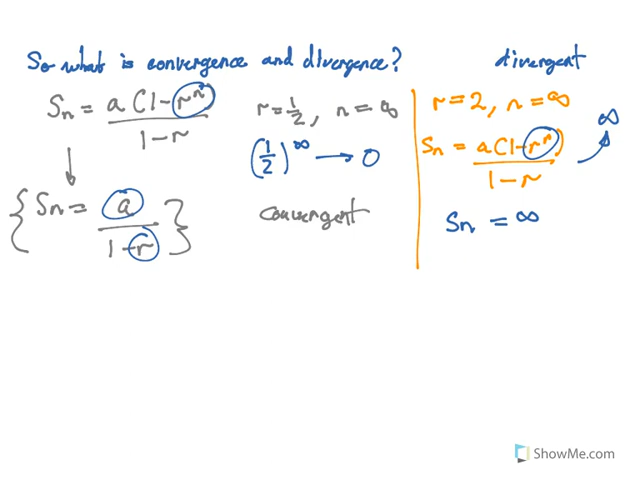 So what is convergence and divergence?
Sn = a(1-r^n)/1-r
Sn = a/1-r
r = 1/2, n = ∞
(1/2)^∞ → 0
convergent
divergent
r = 2, n = ∞
Sn = a(1-r^n)/1-r
∞
Sn = ∞
ShowMe.com